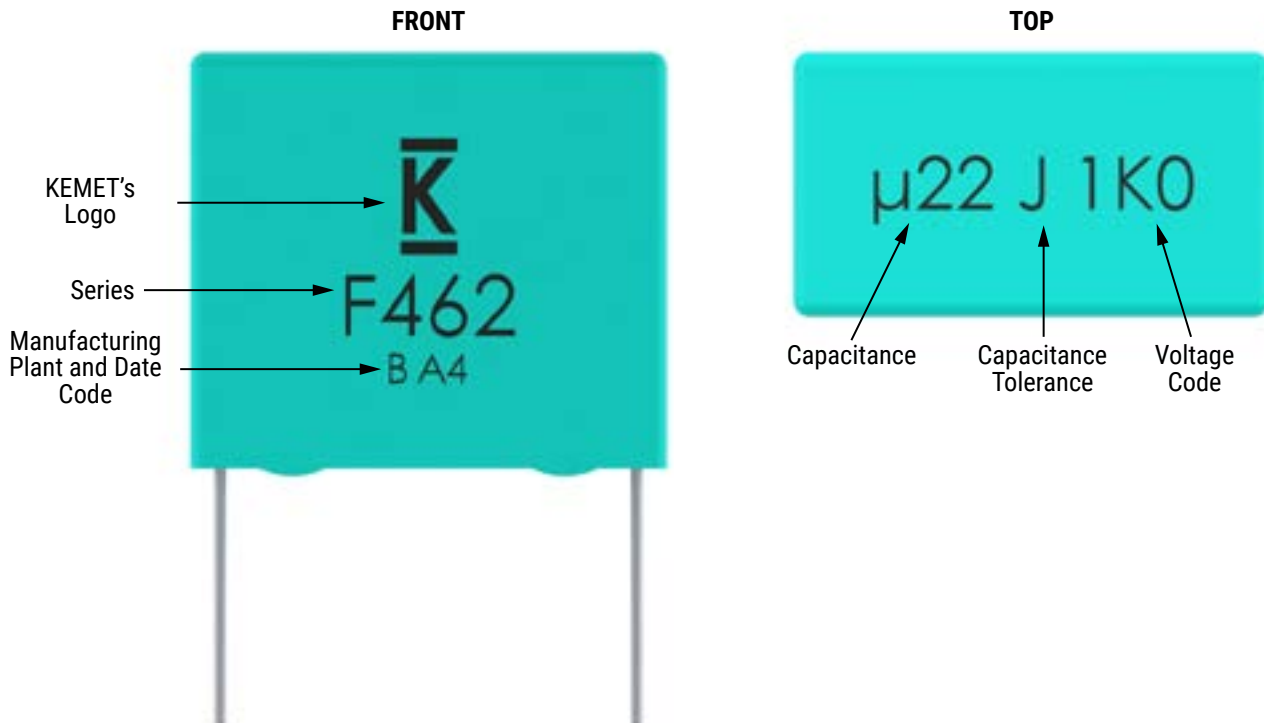 FRONT
TOP
K
F462
B A4
KEMET's
Logo
Series
Manufacturing
Plant and Date
Code
µ22 J 1K0
Capacitance
Capacitance
Tolerance
Voltage
Code